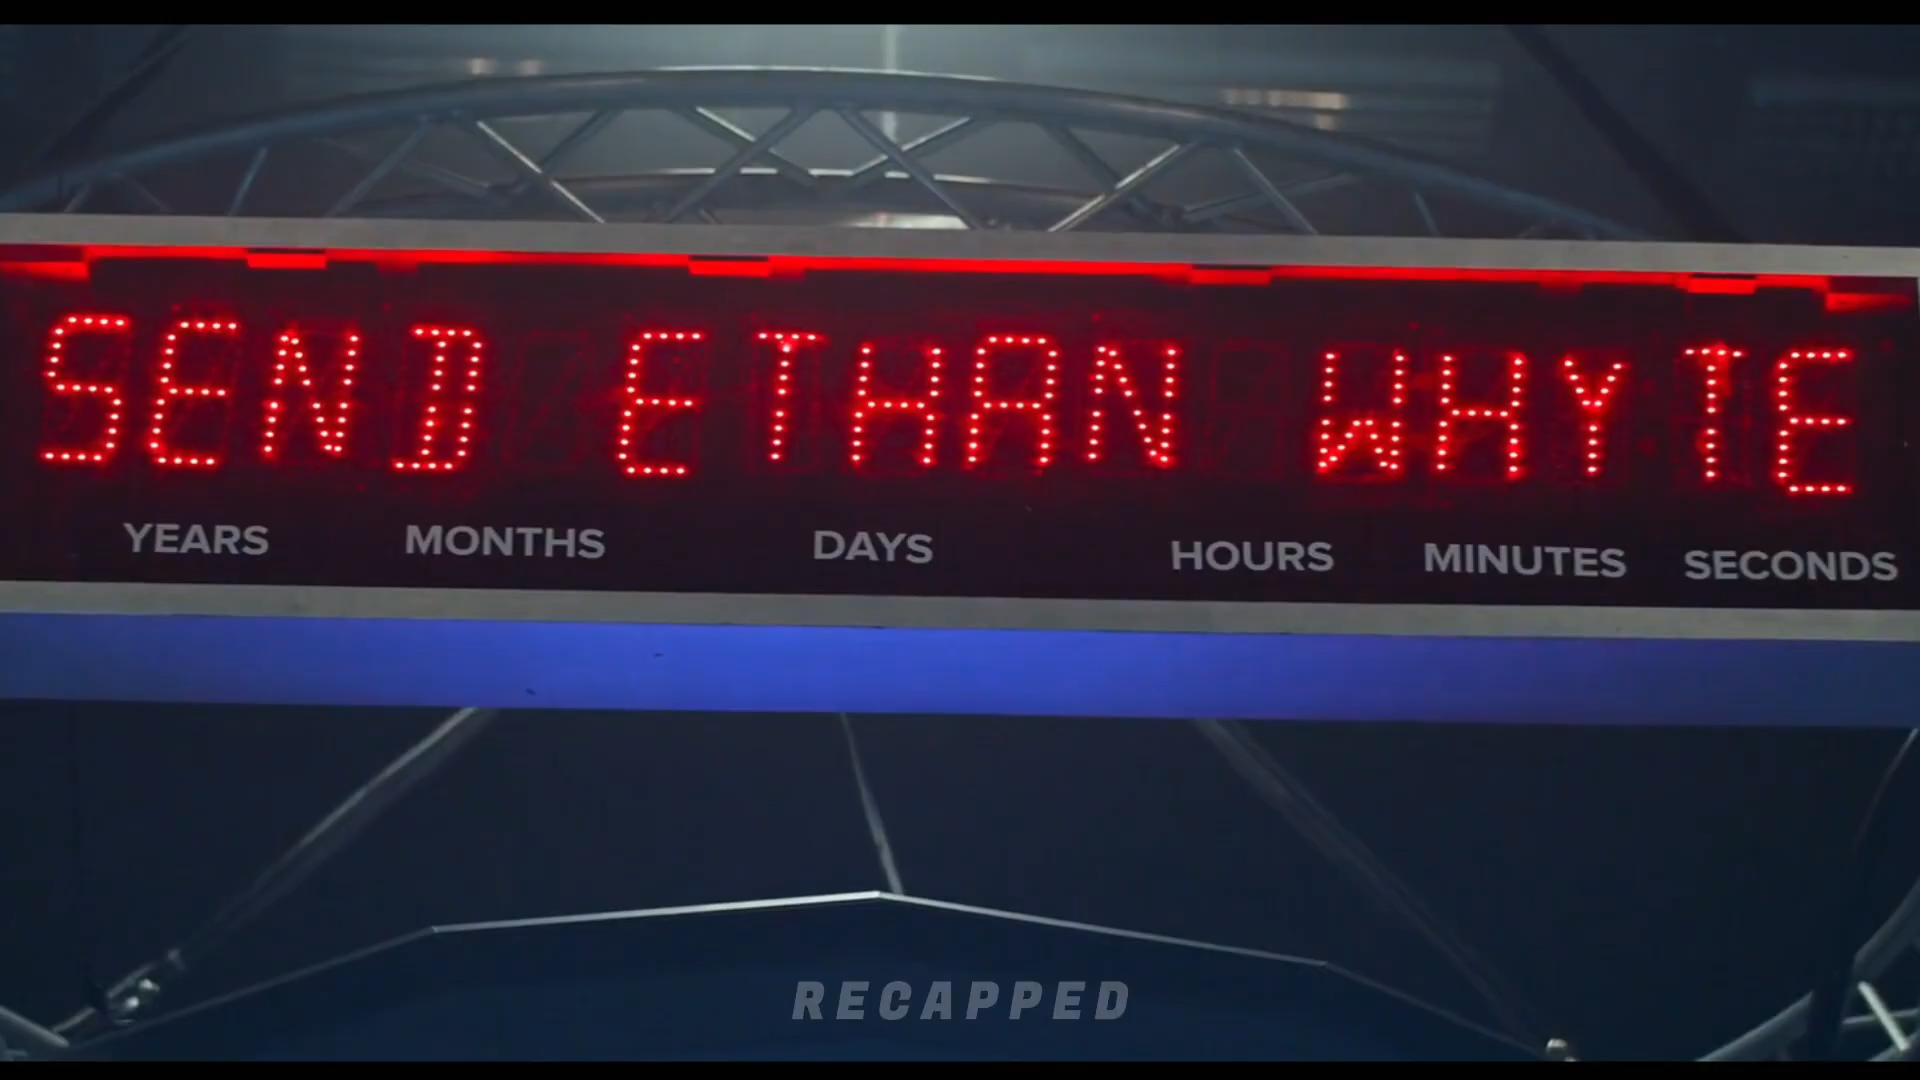 SEND ETHAN WHYTE
YEARS MONTHS DAYS HOURS MINUTES SECONDS
RECAPPED